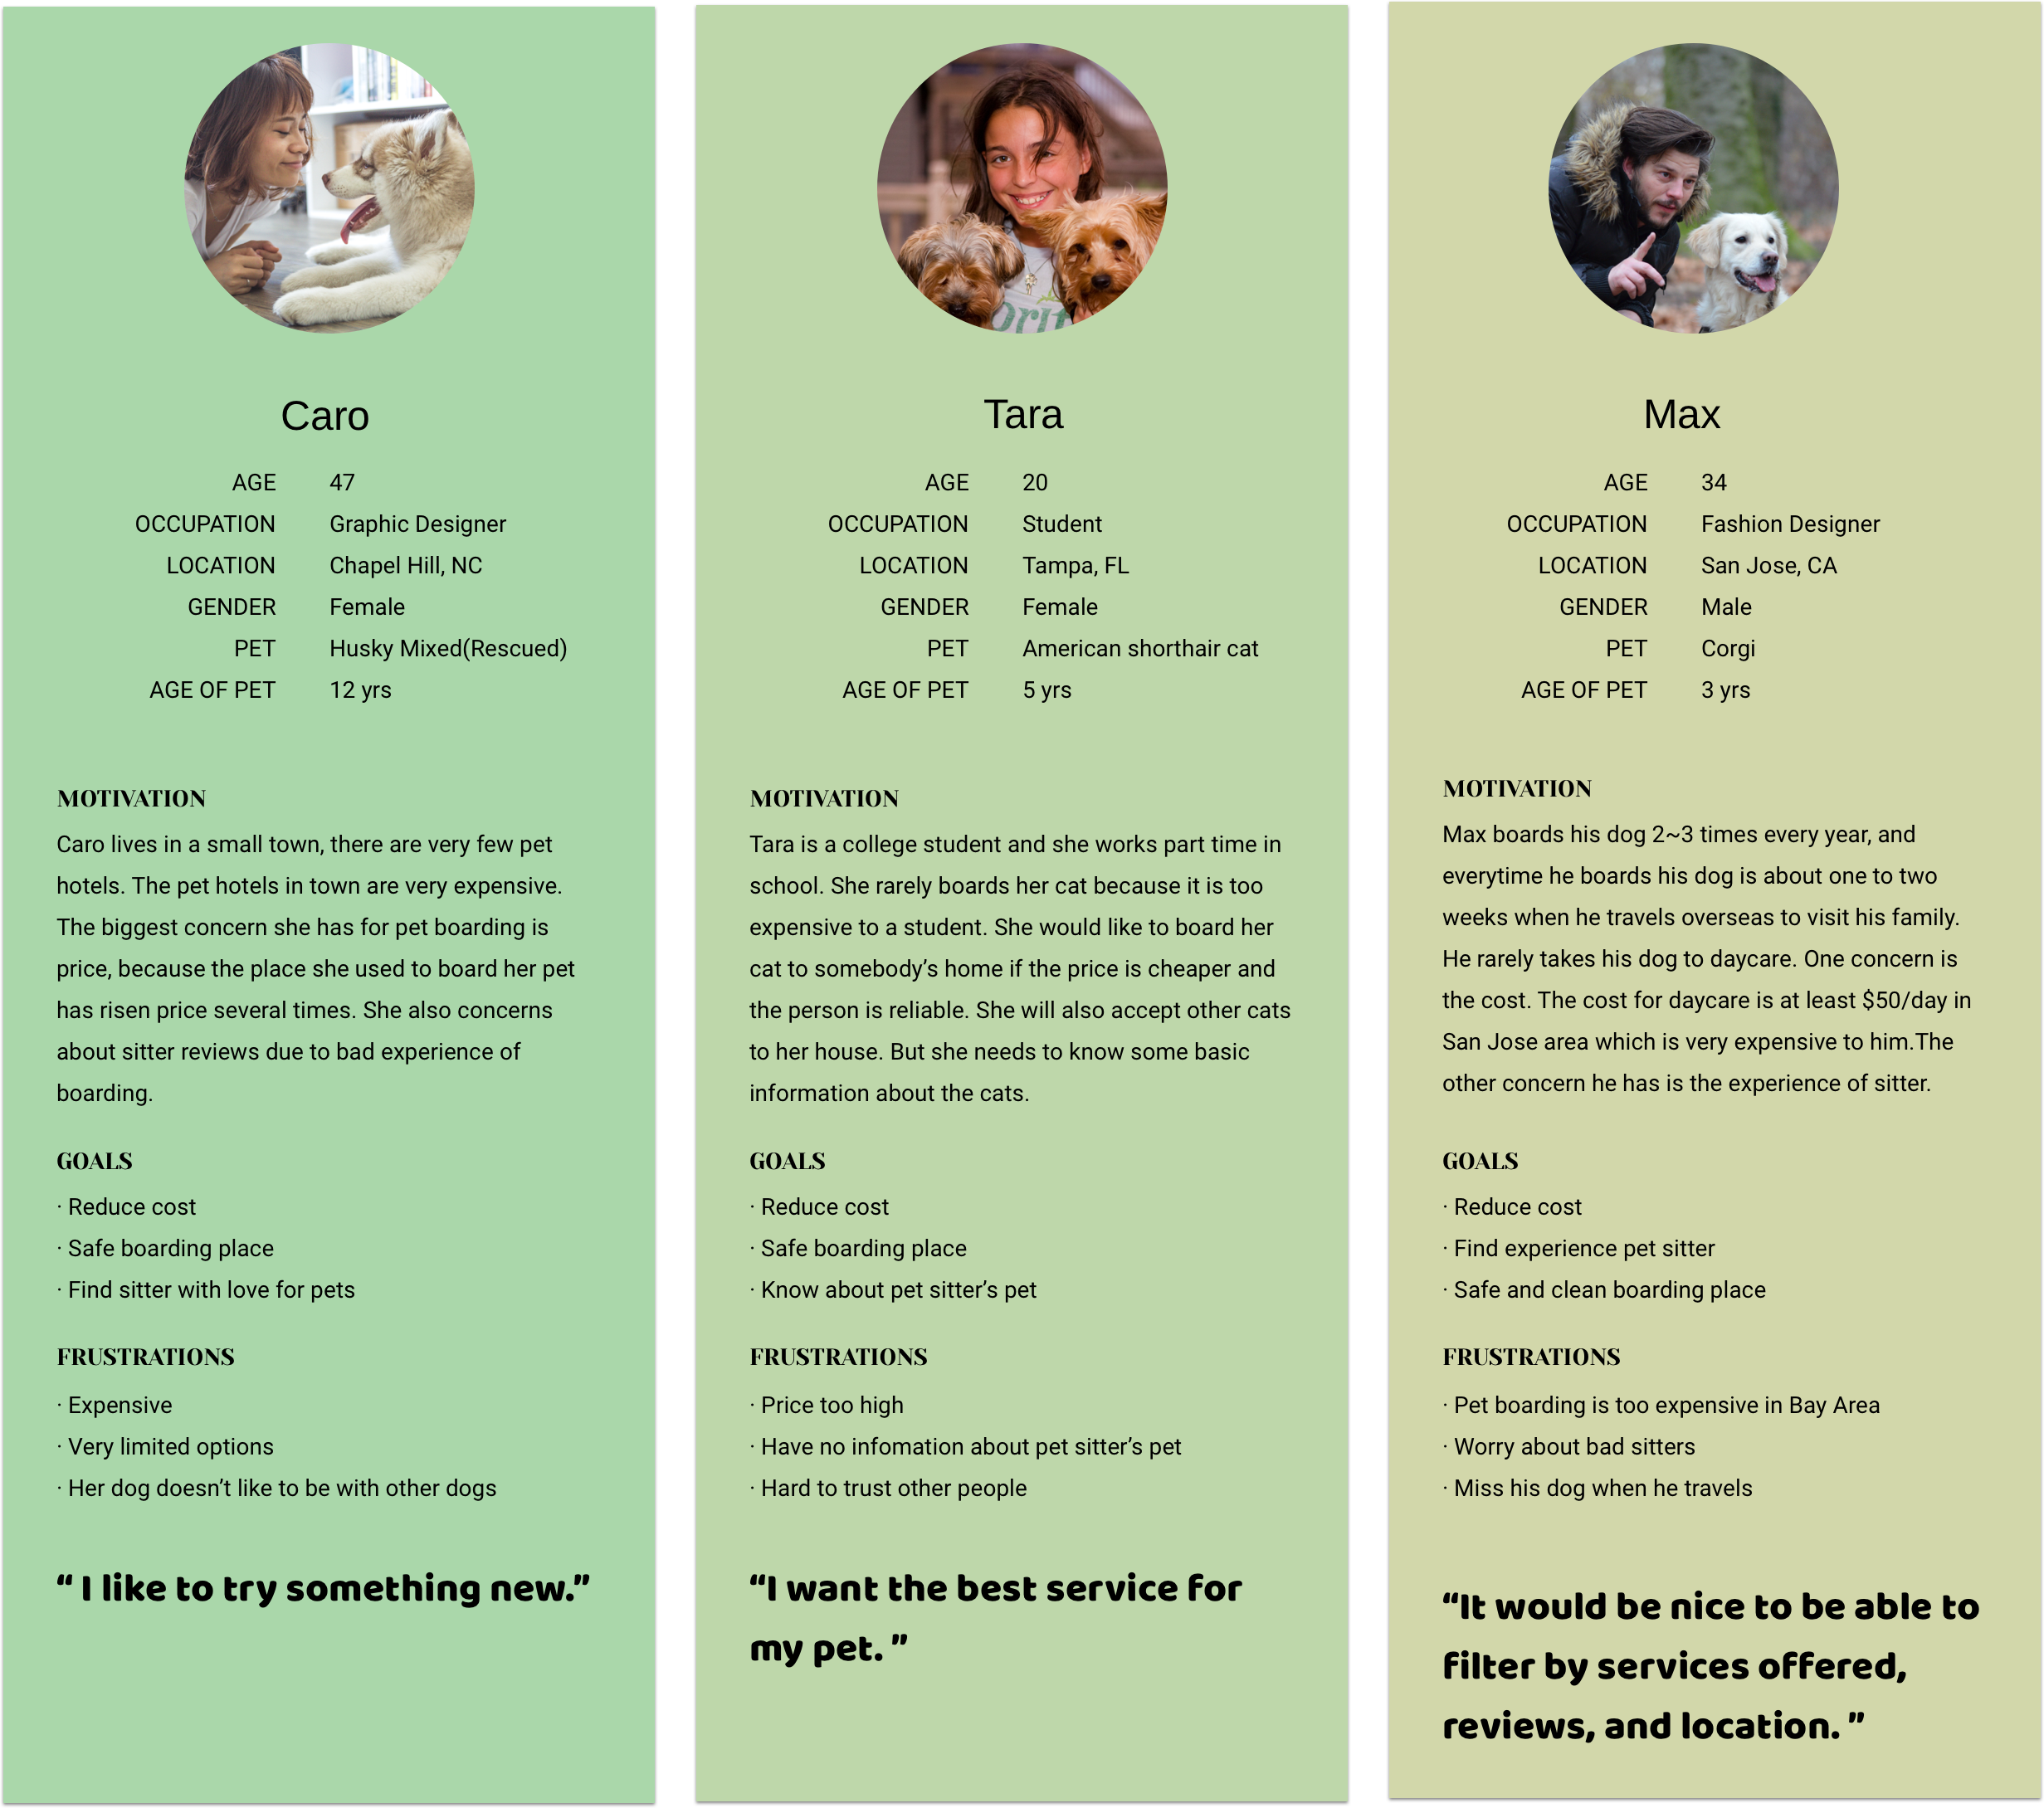 Caro
AGE 47
OCCUPATION Graphic Designer
LOCATION Chapel Hill, NC
GENDER Female
PET Husky Mixed(Rescued)
AGE OF PET 12 yrs
MOTIVATION
Caro lives in a small town, there are very few pet
hotels. The pet hotels in town are very expensive.
The biggest concern she has for pet boarding is
price, because the place she used to board her pet
has risen price several times. She also concerns
about sitter reviews due to bad experience of
boarding.
GOALS
· Reduce cost
· Safe boarding place
· Find sitter with love for pets
FRUSTRATIONS
· Expensive
· Very limited options
· Her dog doesn’t like to be with other dogs
“ I like to try something new.”
Tara
AGE 20
OCCUPATION Student
LOCATION Tampa, FL
GENDER Female
PET American shorthair cat
AGE OF PET 5 yrs
MOTIVATION
Tara is a college student and she works part time in
school. She rarely boards her cat because it is too
expensive to a student. She would like to board her
cat to somebody’s home if the price is cheaper and
the person is reliable. She will also accept other cats
to her house. But she needs to know some basic
information about the cats.
GOALS
· Reduce cost
· Safe boarding place
· Know about pet sitter’s pet
FRUSTRATIONS
· Price too high
· Have no infomation about pet sitter’s pet
· Hard to trust other people
“I want the best service for
my pet. ”
Max
AGE 34
OCCUPATION Fashion Designer
LOCATION San Jose, CA
GENDER Male
PET Corgi
AGE OF PET 3 yrs
MOTIVATION
Max boards his dog 2~3 times every year, and
everytime he boards his dog is about one to two
weeks when he travels overseas to visit his family.
He rarely takes his dog to daycare. One concern is
the cost. The cost for daycare is at least $50/day in
San Jose area which is very expensive to him.The
other concern he has is the experience of sitter.
GOALS
· Reduce cost
· Find experience pet sitter
· Safe and clean boarding place
FRUSTRATIONS
· Pet boarding is too expensive in Bay Area
· Worry about bad sitters
· Miss his dog when he travels
“It would be nice to be able to
filter by services offered,
reviews, and location. ”